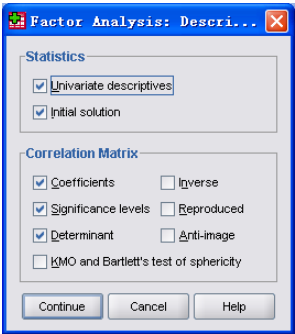 Factor Analysis: Descri...
Statistics
Univariate descriptives
Initial solution
Correlation Matrix
Coefficients Inverse
Significance levels Reproduced
Determinant Anti-image
KMO and Bartlett's test of sphericity
Continue Cancel Help